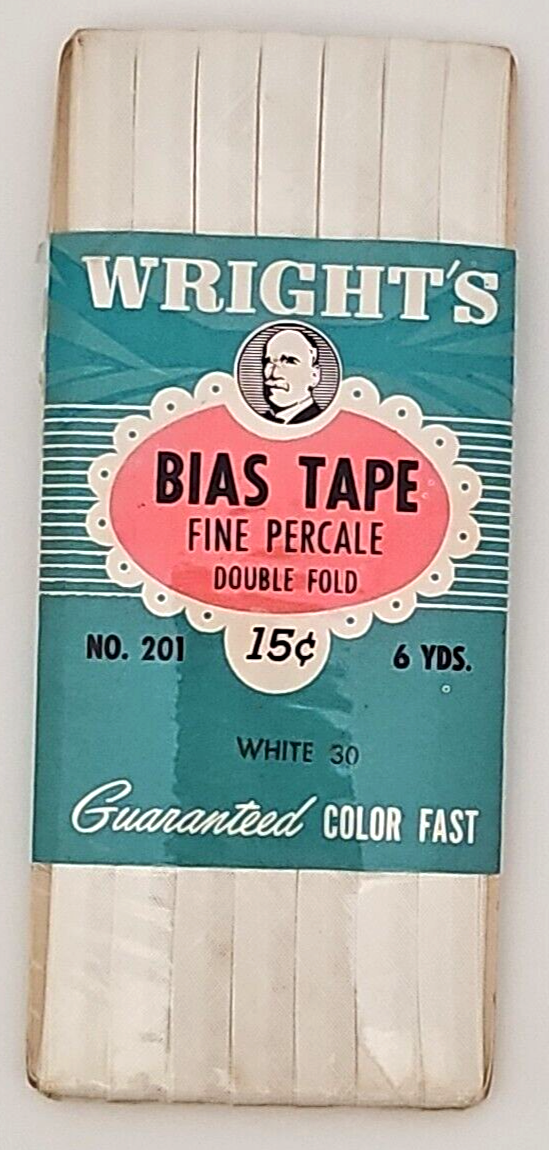 WRIGHT'S
BIAS TAPE
FINE PERCALE
DOUBLE FOLD
NO. 201 15¢ 6 YDS.
WHITE 30
Guaranteed COLOR FAST